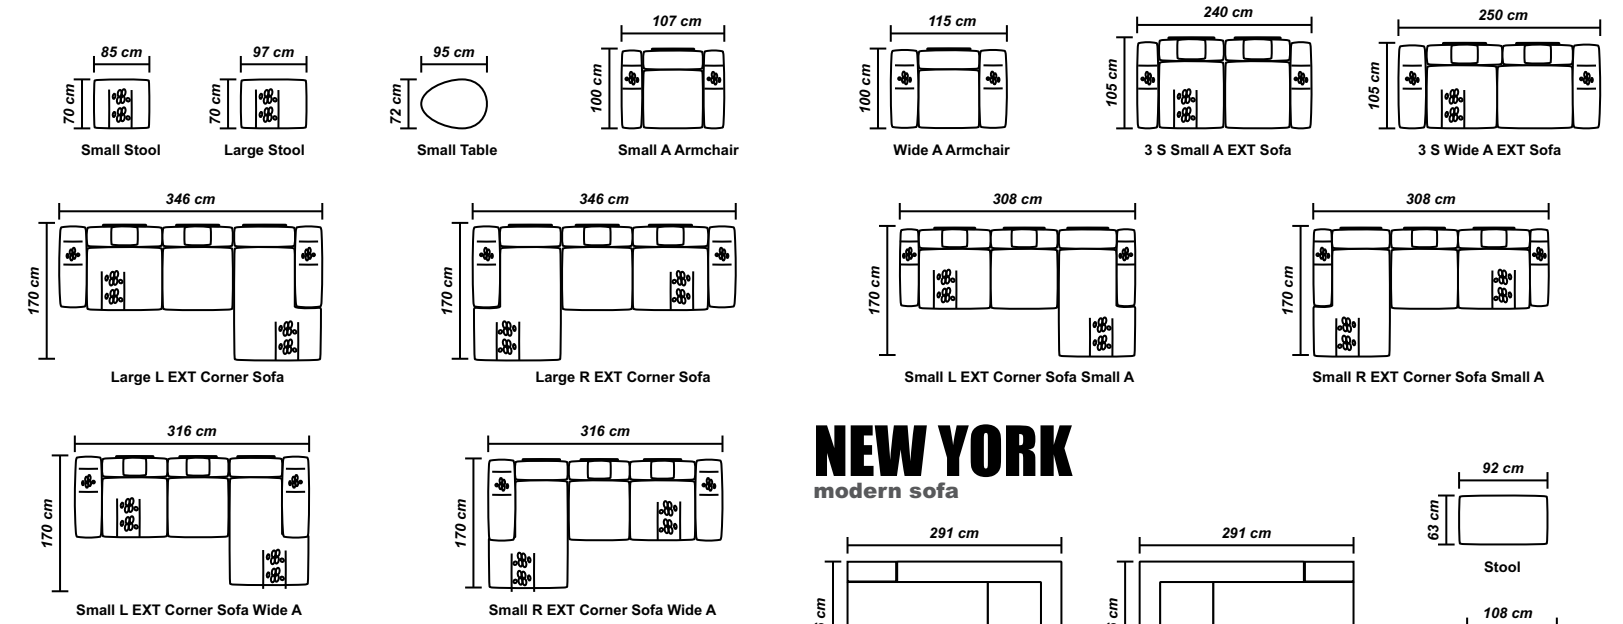 85 cm
70 cm
Small Stool
97 cm
70 cm
Large Stool
95 cm
72 cm
Small Table
107 cm
100 cm
Small A Armchair
115 cm
100 cm
Wide A Armchair
240 cm
105 cm
3 S Small A EXT Sofa
250 cm
105 cm
3 S Wide A EXT Sofa
346 cm
170 cm
Large L EXT Corner Sofa
346 cm
170 cm
Large R EXT Corner Sofa
308 cm
170 cm
Small L EXT Corner Sofa Small A
308 cm
170 cm
Small R EXT Corner Sofa Small A
316 cm
170 cm
Small L EXT Corner Sofa Wide A
316 cm
170 cm
Small R EXT Corner Sofa Wide A
NEW YORK
modern sofa
291 cm
cm
291 cm
cm
92 cm
63 cm
Stool
108 cm